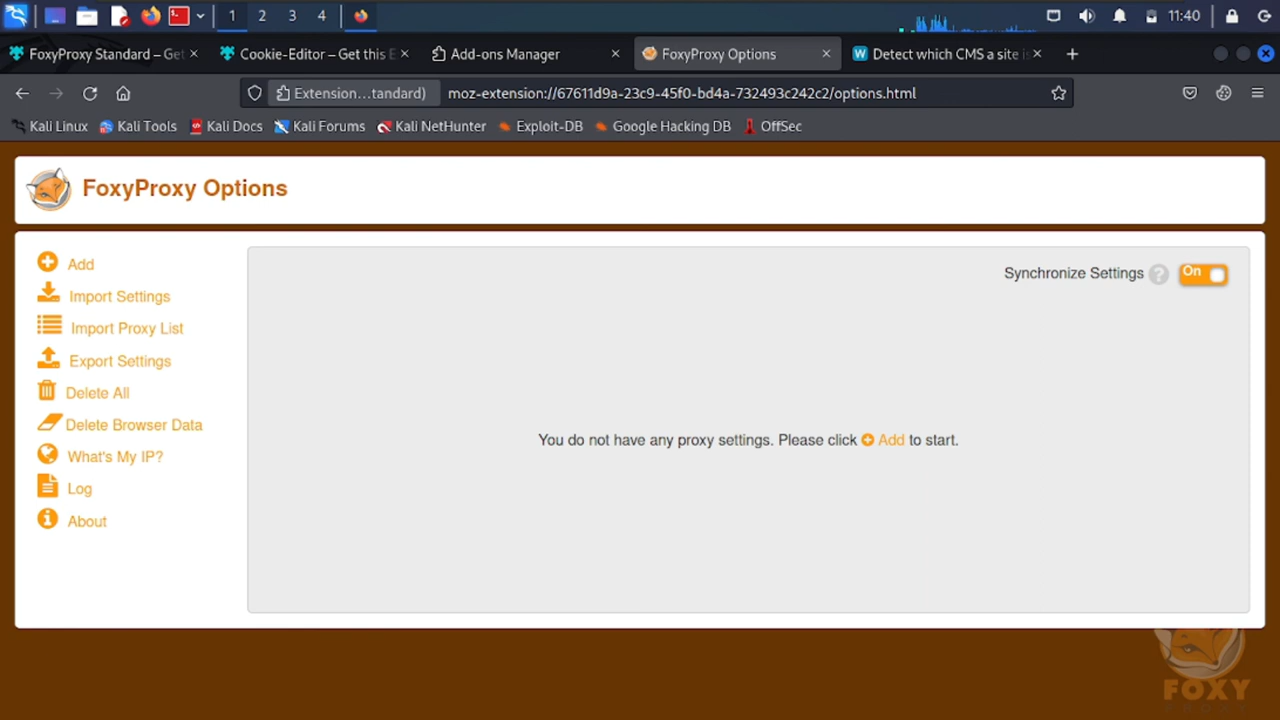 1 2 3 4 11:40
FoxyProxy Standard – Get Cookie-Editor – Get this E Add-ons Manager FoxyProxy Options Detect which CMS a site is
Extension...tandard) moz-extension://67611d9a-23c9-45f0-bd4a-732493c242c2/options.html
Kali Linux Kali Tools Kali Docs Kali Forums Kali NetHunter Exploit-DB Google Hacking DB OffSec
FoxyProxy Options
Add
Import Settings
Import Proxy List
Export Settings
Delete All
Delete Browser Data
What's My IP?
Log
About
Synchronize Settings ? On
You do not have any proxy settings. Please click Add to start.
FOXY